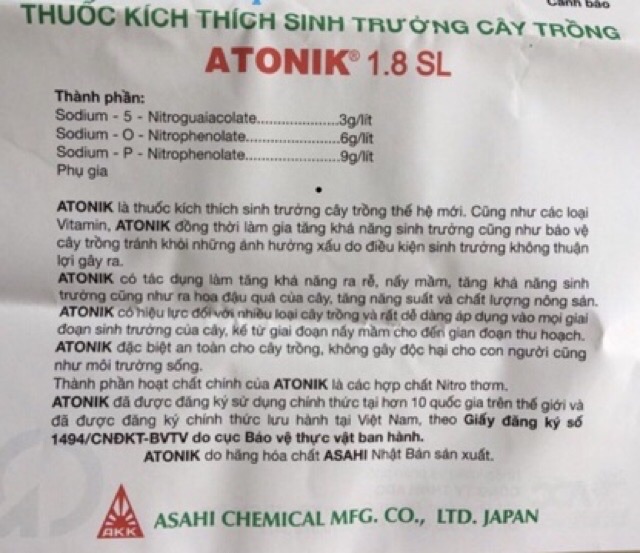 Cảnh báo
THUỐC KÍCH THÍCH SINH TRƯỞNG CÂY TRỒNG
ATONIK® 1.8 SL
Thành phần:
Sodium - 5 - Nitroguaiacolate....................3g/lít
Sodium - O - Nitrophenolate.......................6g/lít
Sodium - P - Nitrophenolate.......................9g/lít
Phụ gia
ATONIK là thuốc kích thích sinh trưởng cây trồng thế hệ mới. Cũng như các loại
Vitamin, ATONIK đồng thời làm gia tăng khả năng sinh trưởng cũng như bảo vệ
cây trồng tránh khỏi những ảnh hưởng xấu do điều kiện sinh trưởng không thuận
lợi gây ra.
ATONIK có tác dụng làm tăng khả năng ra rễ, nẩy mầm, tăng khả năng sinh
trưởng cũng như ra hoa đậu quả của cây, tăng năng suất và chất lượng nông sản.
ATONIK có hiệu lực đối với nhiều loại cây trồng và rất dễ dàng áp dụng vào mọi giai
đoạn sinh trưởng của cây, kể từ giai đoạn nẩy mầm cho đến gian đoạn thu hoạch.
ATONIK đặc biệt an toàn cho cây trồng, không gây độc hại cho con người cũng
như môi trường sống.
Thành phần hoạt chất chính của ATONIK là các hợp chất Nitro thơm.
ATONIK đã được đăng ký sử dụng chính thức tại hơn 10 quốc gia trên thế giới và
đã được đăng ký chính thức lưu hành tại Việt Nam, theo Giấy đăng ký số
1494/CNĐKT-BVTV do cục Bảo vệ thực vật ban hành.
ATONIK do hãng hóa chất ASAHI Nhật Bản sản xuất.
AKK
ASAHI CHEMICAL MFG. CO., LTD. JAPAN